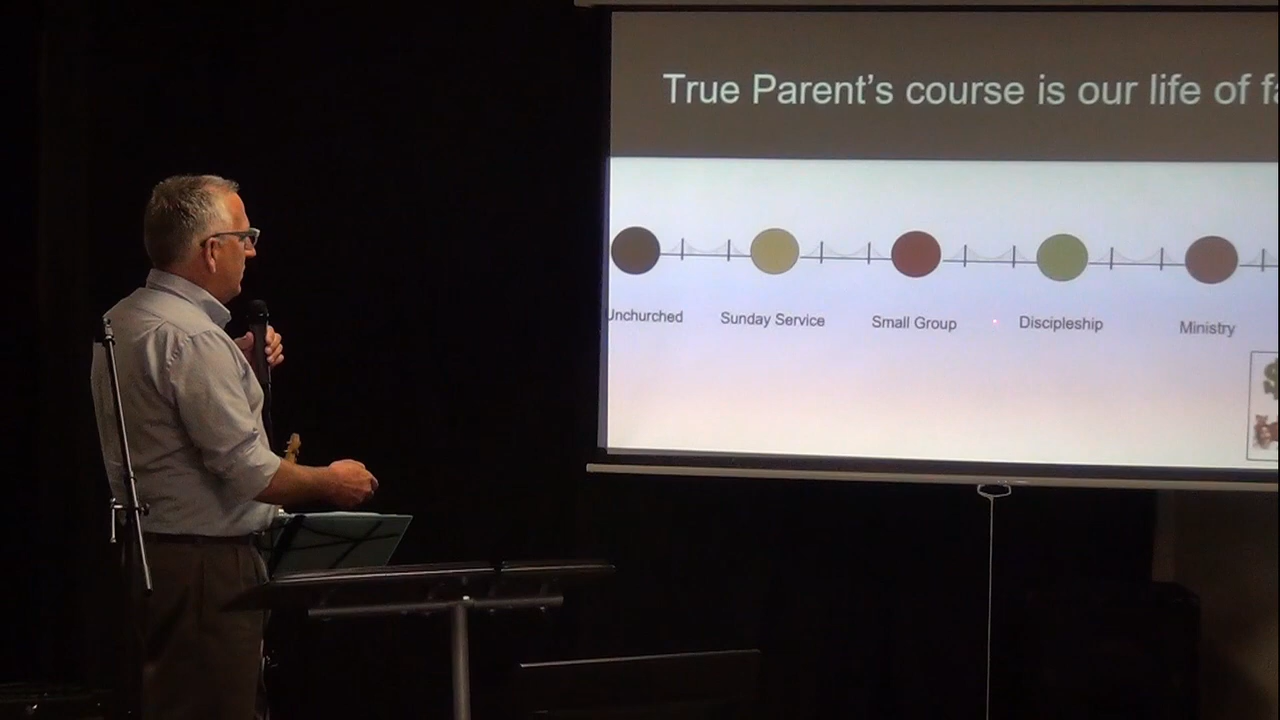 True Parent's course is our life of
Unchurched
Sunday Service
Small Group
Discipleship
Ministry